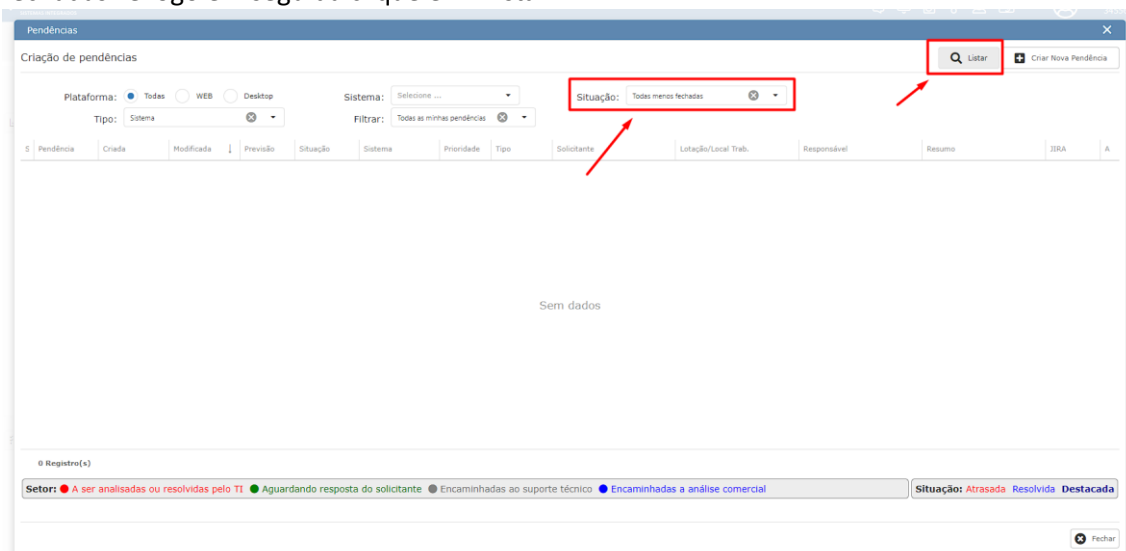 Pendências
Criação de pendências
Listar
Criar Nova Pendência
Plataforma: Todas WEB Desktop
Sistema: Selecione ...
Situação: Todas menos fechadas
Tipo: Sistema
Filtrar: Todas as minhas pendências
S Pendência Criada Modificada ↓ Previsão Situação Sistema Prioridade Tipo Solicitante Lotação/Local Trab. Responsável Resumo JIRA A
Sem dados
0 Registro(s)
Setor: A ser analisadas ou resolvidas pelo TI Aguardando resposta do solicitante Encaminhadas ao suporte técnico Encaminhadas a análise comercial
Situação: Atrasada Resolvida Destacada
Fechar